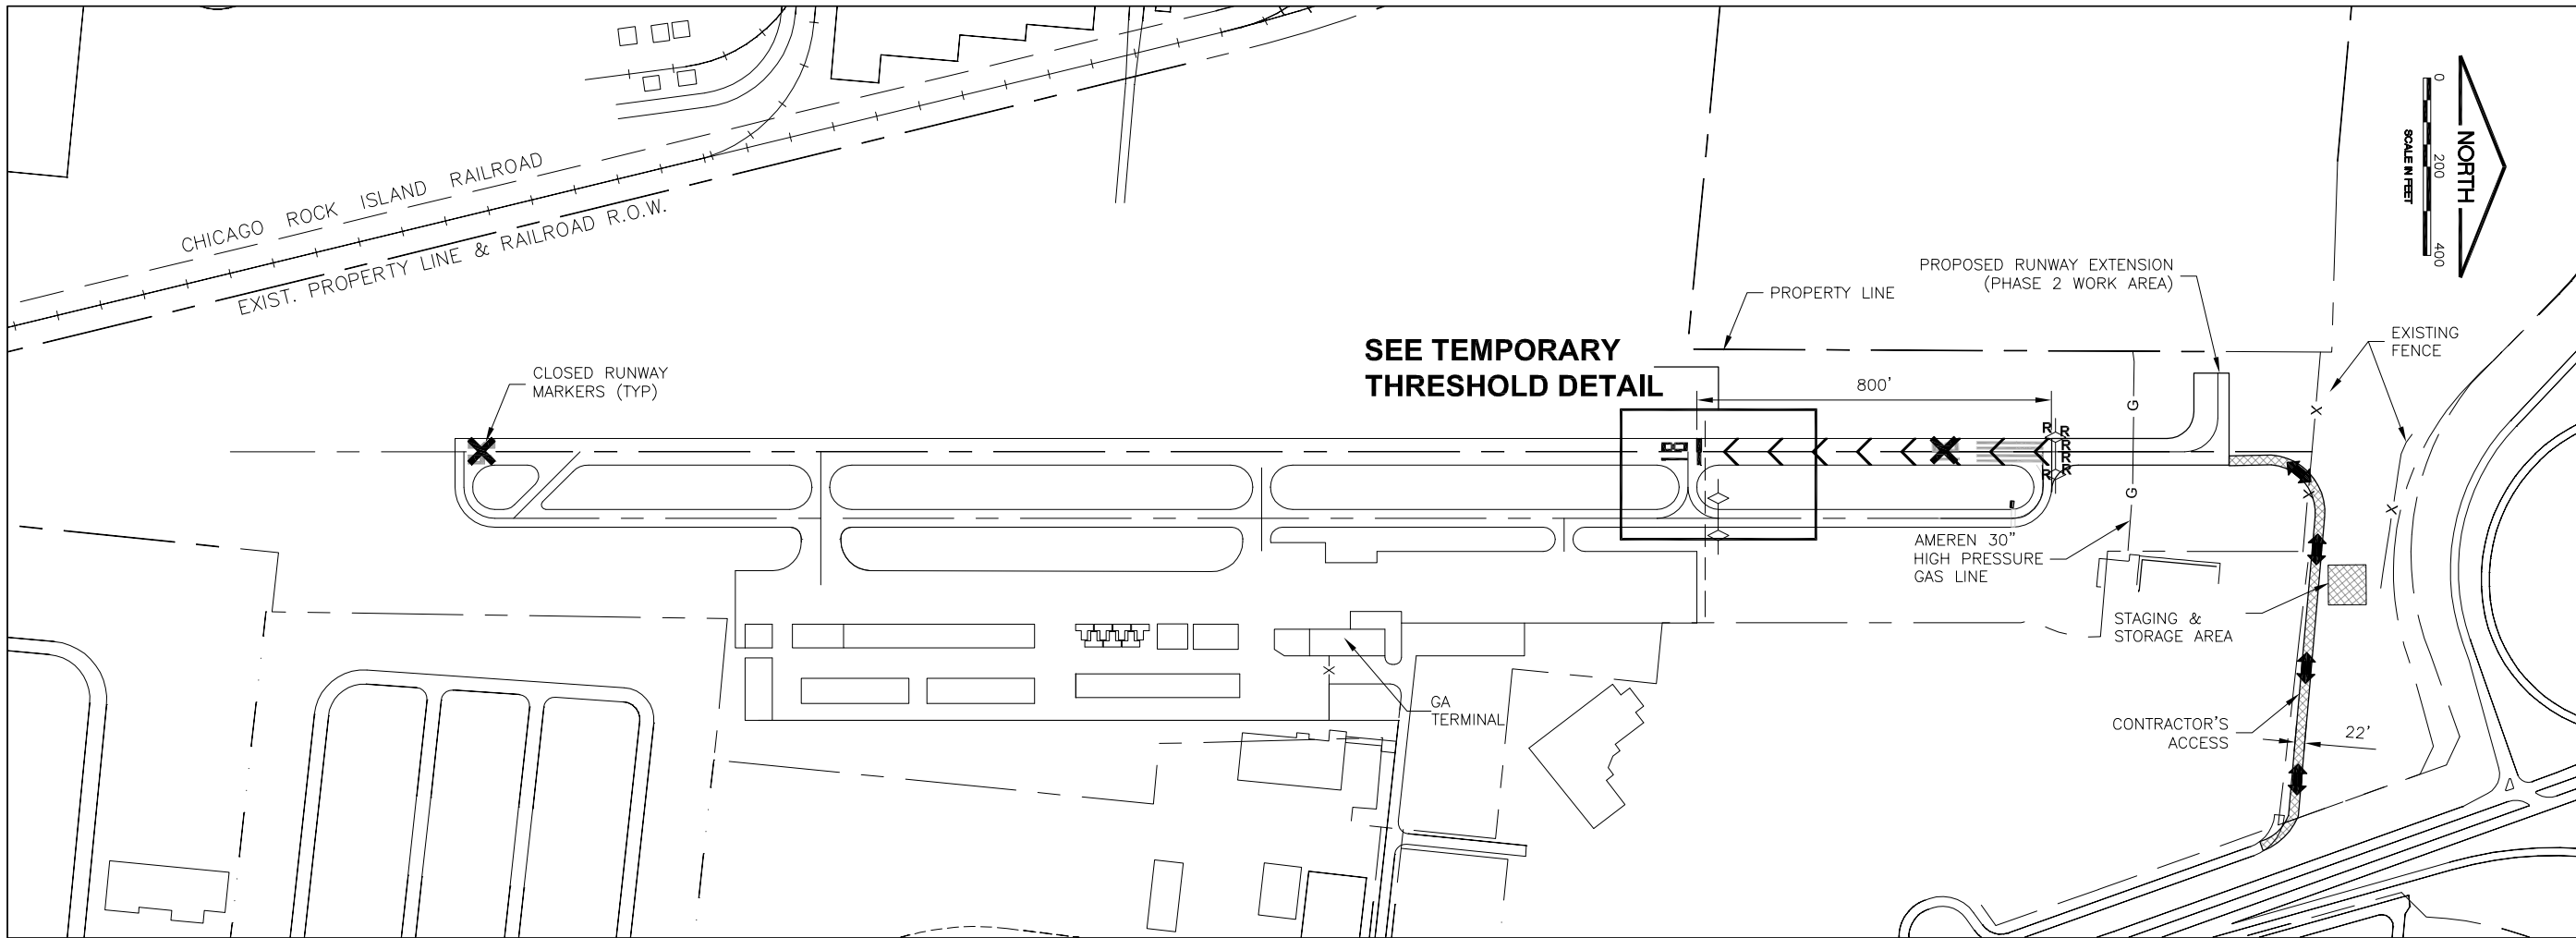 CHICAGO ROCK ISLAND RAILROAD
EXIST. PROPERTY LINE & RAILROAD R.O.W.
0
200
400
SCALE IN FEET
NORTH
PROPOSED RUNWAY EXTENSION
(PHASE 2 WORK AREA)
PROPERTY LINE
EXISTING
FENCE
SEE TEMPORARY
THRESHOLD DETAIL
CLOSED RUNWAY
MARKERS (TYP)
800'
G
G
X
X
X
X
R R
R
R
R R
AMEREN 30"
HIGH PRESSURE
GAS LINE
STAGING &
STORAGE AREA
X
GA
TERMINAL
CONTRACTOR'S
ACCESS
22'